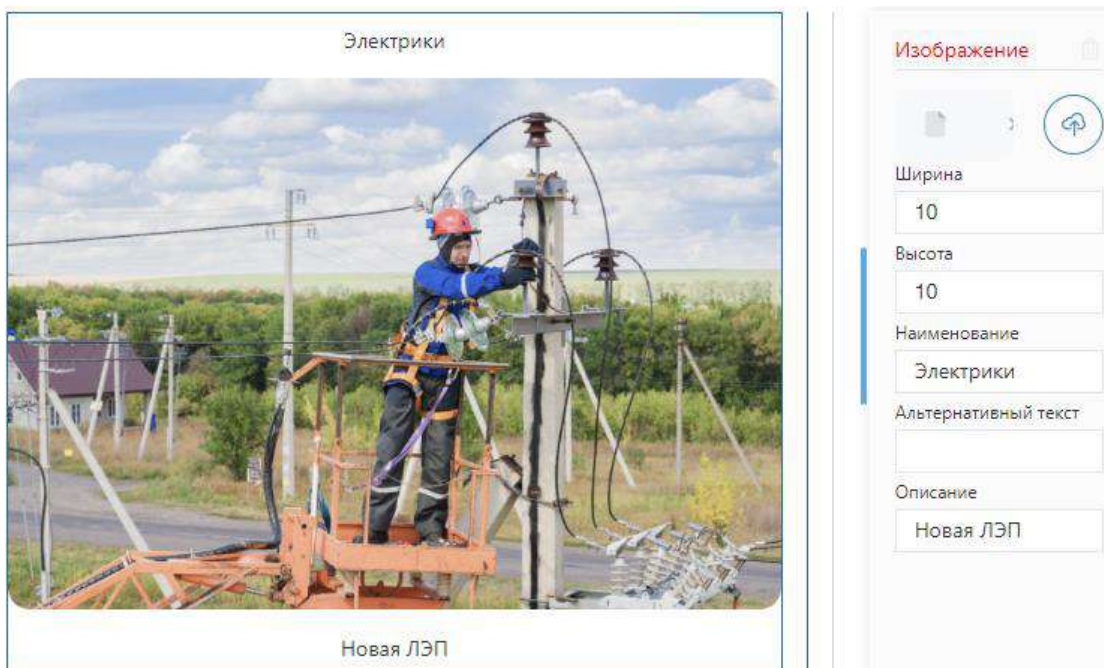 Электрики
Новая ЛЭП
Изображение
Ширина
10
Высота
10
Наименование
Электрики
Альтернативный текст
Описание
Новая ЛЭП